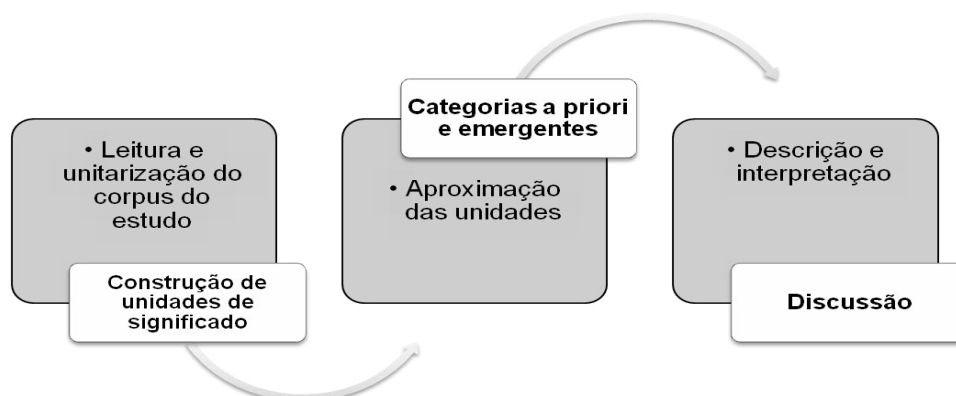 • Leitura e
unitarização do
corpus do
estudo
Construção de
unidades de
significado
Categorias a priori
e emergentes
• Aproximação
das unidades
• Descrição e
interpretação
Discussão